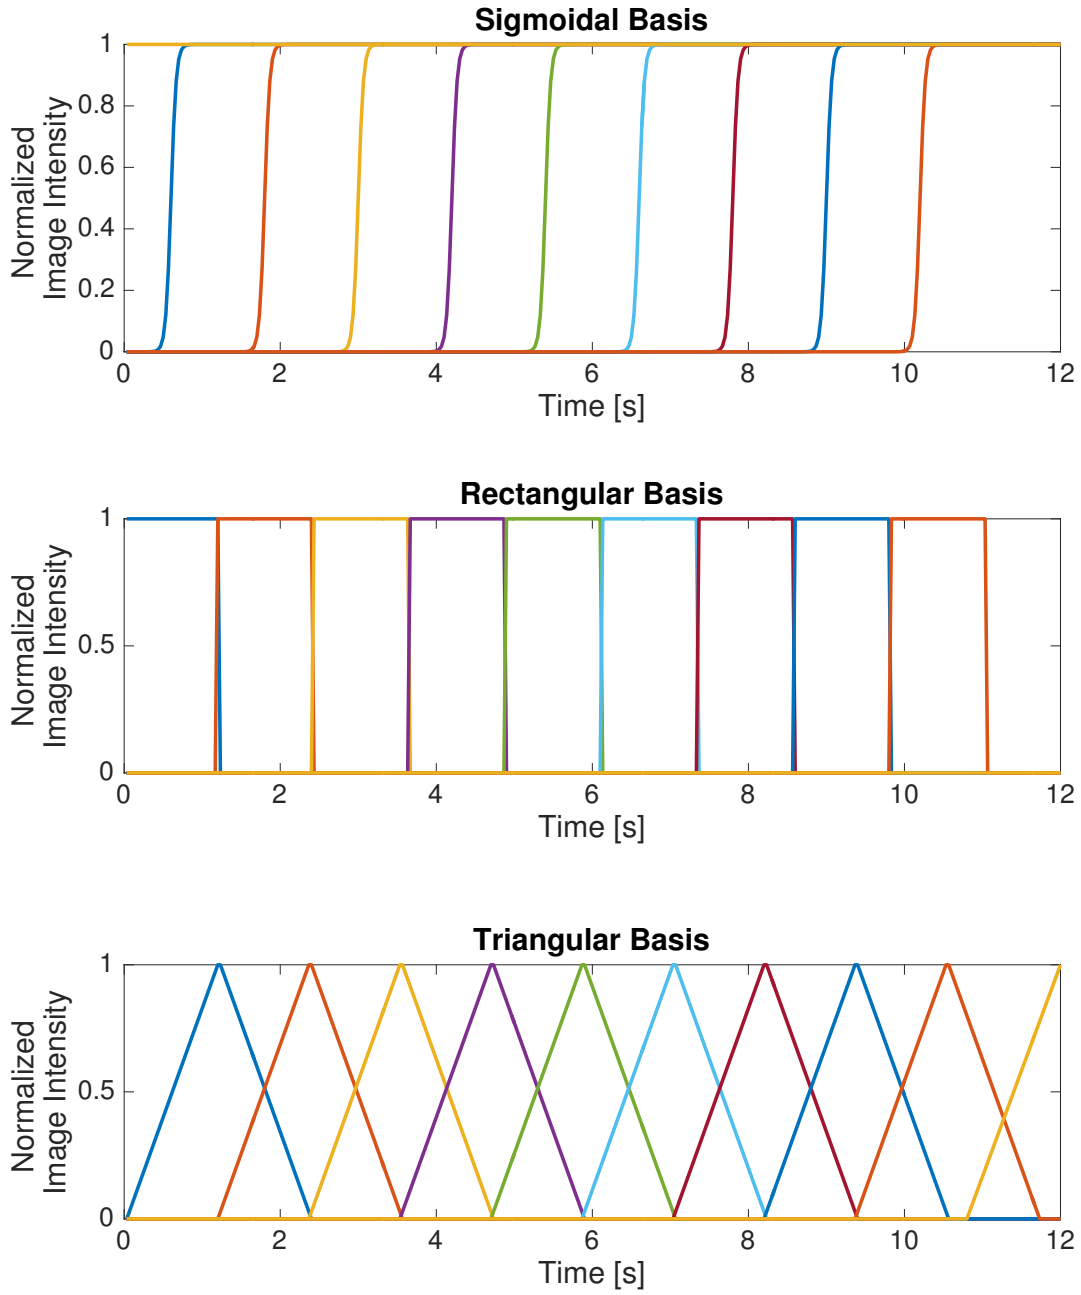 Sigmoidal Basis
Normalized
Image Intensity
1
0.8
0.6
0.4
0.2
0
0 2 4 6 8 10 12
Time [s]
Rectangular Basis
Normalized
Image Intensity
1
0.5
0
0 2 4 6 8 10 12
Time [s]
Triangular Basis
Normalized
Image Intensity
1
0.5
0
0 2 4 6 8 10 12
Time [s]